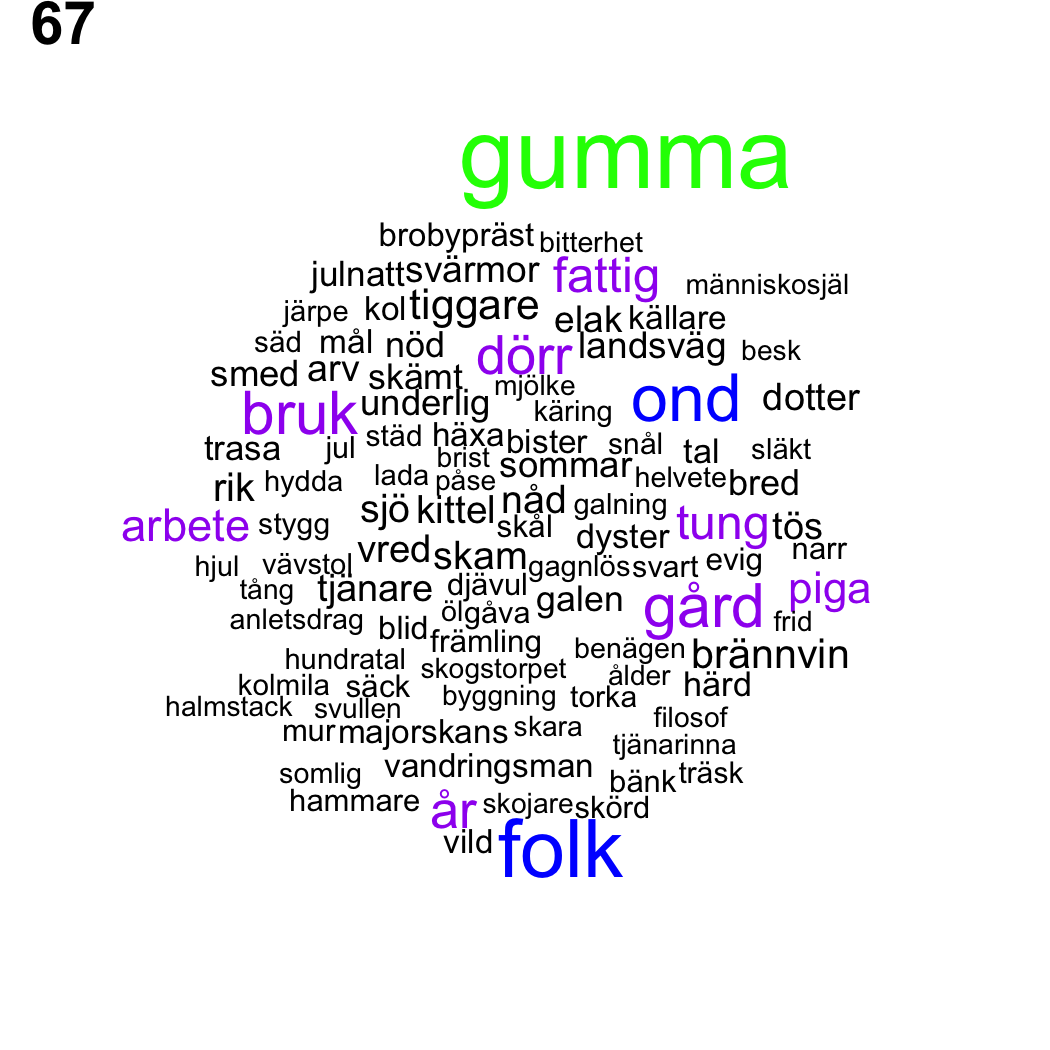 67
gumma
brobypräst bitterhet
julnatt svärmor fattig människosjäl
järpe kol tiggare elak källare
säd mål nöd dörr landsväg besk
smed arv skämt mjölke ond dotter
bruk underlig käring
trasa jul städ häxa bister snål tal släkt
rik hydda lada brist påse sommar helvete bred
arbete stygg sjö kittel nåd skål galning dyster tung tös
hjul vävstol vred skam gagnlös svart evig narr
tång tjänare djävul galen gård piga
anletsdrag blid ölgåva främling frid
hundratal skogstorpet benägen brännvin
kolmila säck byggning torka ålder härd
halmstack svullen filosof
mur majorskans skara tjänarinna
somlig vandringsman bänk träsk
hammare år skojare skörd
vild folk